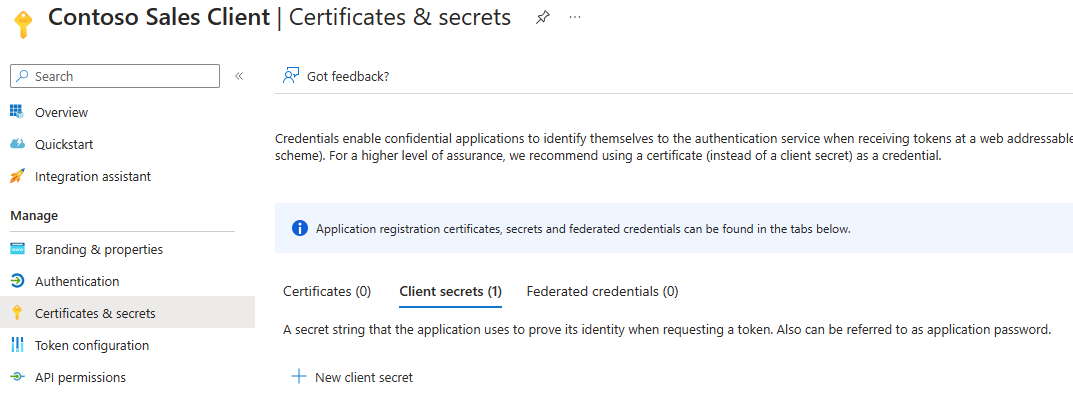 Contoso Sales Client | Certificates & secrets
Search
Got feedback?
Overview
Quickstart
Integration assistant
Manage
Branding & properties
Authentication
Certificates & secrets
Token configuration
API permissions
Credentials enable confidential applications to identify themselves to the authentication service when receiving tokens at a web addressable
scheme). For a higher level of assurance, we recommend using a certificate (instead of a client secret) as a credential.
Application registration certificates, secrets and federated credentials can be found in the tabs below.
Certificates (0) Client secrets (1) Federated credentials (0)
A secret string that the application uses to prove its identity when requesting a token. Also can be referred to as application password.
New client secret